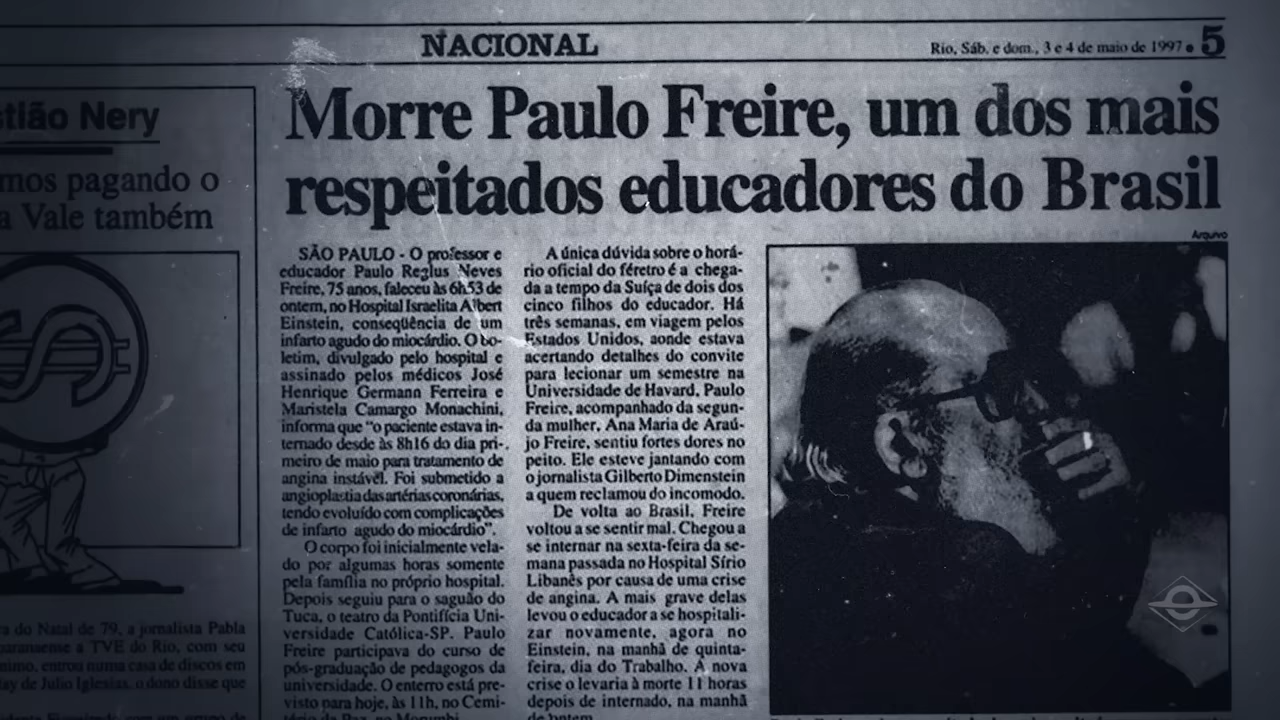 NACIONAL
Rio, Sáb. e dom., 3 e 4 de maio de 1997 • 5
stião Nery
mos pagando o
a Vale também
Morre Paulo Freire, um dos mais
respeitados educadores do Brasil
Arquivo
SÃO PAULO - O professor e
educador Paulo Reglus Neves
Freire, 75 anos, faleceu às 6h53 de
ontem, no Hospital Israelita Albert
Einstein, conseqüência de um
infarto agudo do miocárdio. O bo-
letim, divulgado pelo hospital e
assinado pelos médicos José
Henrique Germann Ferreira e
Maristela Camargo Monachini,
informa que "o paciente estava in-
ternado desde às 8h16 do dia pri-
meiro de maio para tratamento de
angina instável. Foi submetido a
angioplastia das artérias coronárias,
tendo evoluído com complicações
de infarto agudo do miocárdio".
O corpo foi inicialmente vela-
do por algumas horas somente
pela família no próprio hospital.
Depois seguiu para o saguão do
Tuca, o teatro da Pontifícia Uni-
versidade Católica-SP. Paulo
Freire participava do curso de
pós-graduação de pedagogos da
universidade. O enterro está pre-
visto para hoje, às 11h, no Cemi-
tério da Paz, no Morumbi.
A única dúvida sobre o horá-
rio oficial do féretro é a chega-
da a tempo da Suíça de dois dos
cinco filhos do educador. Há
três semanas, em viagem pelos
Estados Unidos, aonde estava
acertando detalhes do convite
para lecionar um semestre na
Universidade de Havard, Paulo
Freire, acompanhado da segun-
da mulher, Ana Maria de Araú-
jo Freire, sentiu fortes dores no
peito. Ele esteve jantando com
o jornalista Gilberto Dimenstein
a quem reclamou do incomodo.
De volta ao Brasil, Freire
voltou a se sentir mal. Chegou a
se internar na sexta-feira da se-
mana passada no Hospital Sírio
Libanês por causa de uma crise
de angina. A mais grave delas
levou o educador a se hospitali-
zar novamente, agora no
Einstein, na manhã de quinta-
feira, dia do Trabalho. A nova
crise o levaria à morte 11 horas
depois de internado, na manhã
de ontem.
a do Natal de 79, a jornalista Pabla
paranaense a TVE do Rio, com seu
nimo, entrou numa casa de discos em
tay de Julio Iglesias, o dono disse que